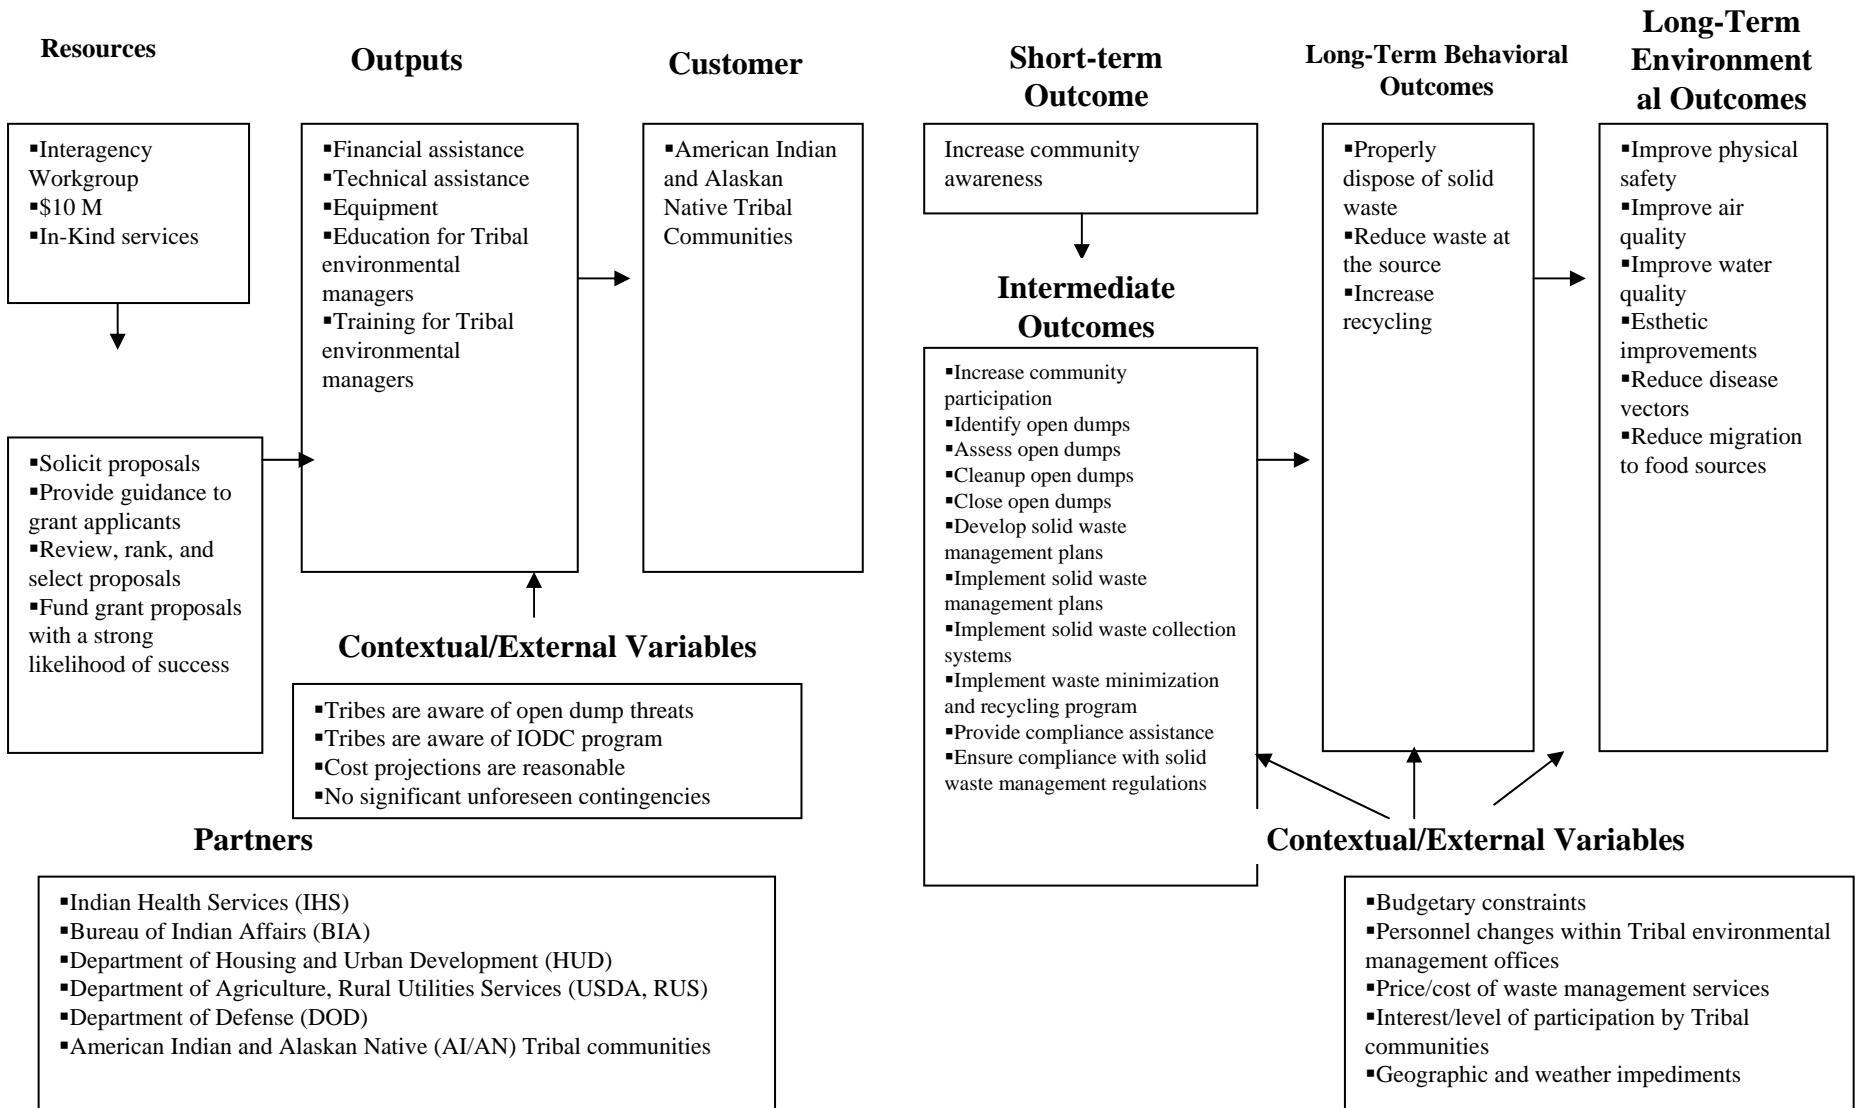 Resources
▪Interagency
Workgroup
▪$10 M
▪In-Kind services
▪Solicit proposals
▪Provide guidance to
grant applicants
▪Review, rank, and
select proposals
▪Fund grant proposals
with a strong
likelihood of success
Outputs
▪Financial assistance
▪Technical assistance
▪Equipment
▪Education for Tribal
environmental
managers
▪Training for Tribal
environmental
managers
Customer
▪American Indian
and Alaskan
Native Tribal
Communities
Contextual/External Variables
▪Tribes are aware of open dump threats
▪Tribes are aware of IODC program
▪Cost projections are reasonable
▪No significant unforeseen contingencies
Partners
▪Indian Health Services (IHS)
▪Bureau of Indian Affairs (BIA)
▪Department of Housing and Urban Development (HUD)
▪Department of Agriculture, Rural Utilities Services (USDA, RUS)
▪Department of Defense (DOD)
▪American Indian and Alaskan Native (AI/AN) Tribal communities
Short-term
Outcome
Increase community
awareness
Intermediate
Outcomes
▪Increase community
participation
▪Identify open dumps
▪Assess open dumps
▪Cleanup open dumps
▪Close open dumps
▪Develop solid waste
management plans
▪Implement solid waste
management plans
▪Implement solid waste collection
systems
▪Implement waste minimization
and recycling program
▪Provide compliance assistance
▪Ensure compliance with solid
waste management regulations
Long-Term Behavioral
Outcomes
▪Properly
dispose of solid
waste
▪Reduce waste at
the source
▪Increase
recycling
Long-Term
Environment
al Outcomes
▪Improve physical
safety
▪Improve air
quality
▪Improve water
quality
▪Esthetic
improvements
▪Reduce disease
vectors
▪Reduce migration
to food sources
Contextual/External Variables
▪Budgetary constraints
▪Personnel changes within Tribal environmental
management offices
▪Price/cost of waste management services
▪Interest/level of participation by Tribal
communities
▪Geographic and weather impediments